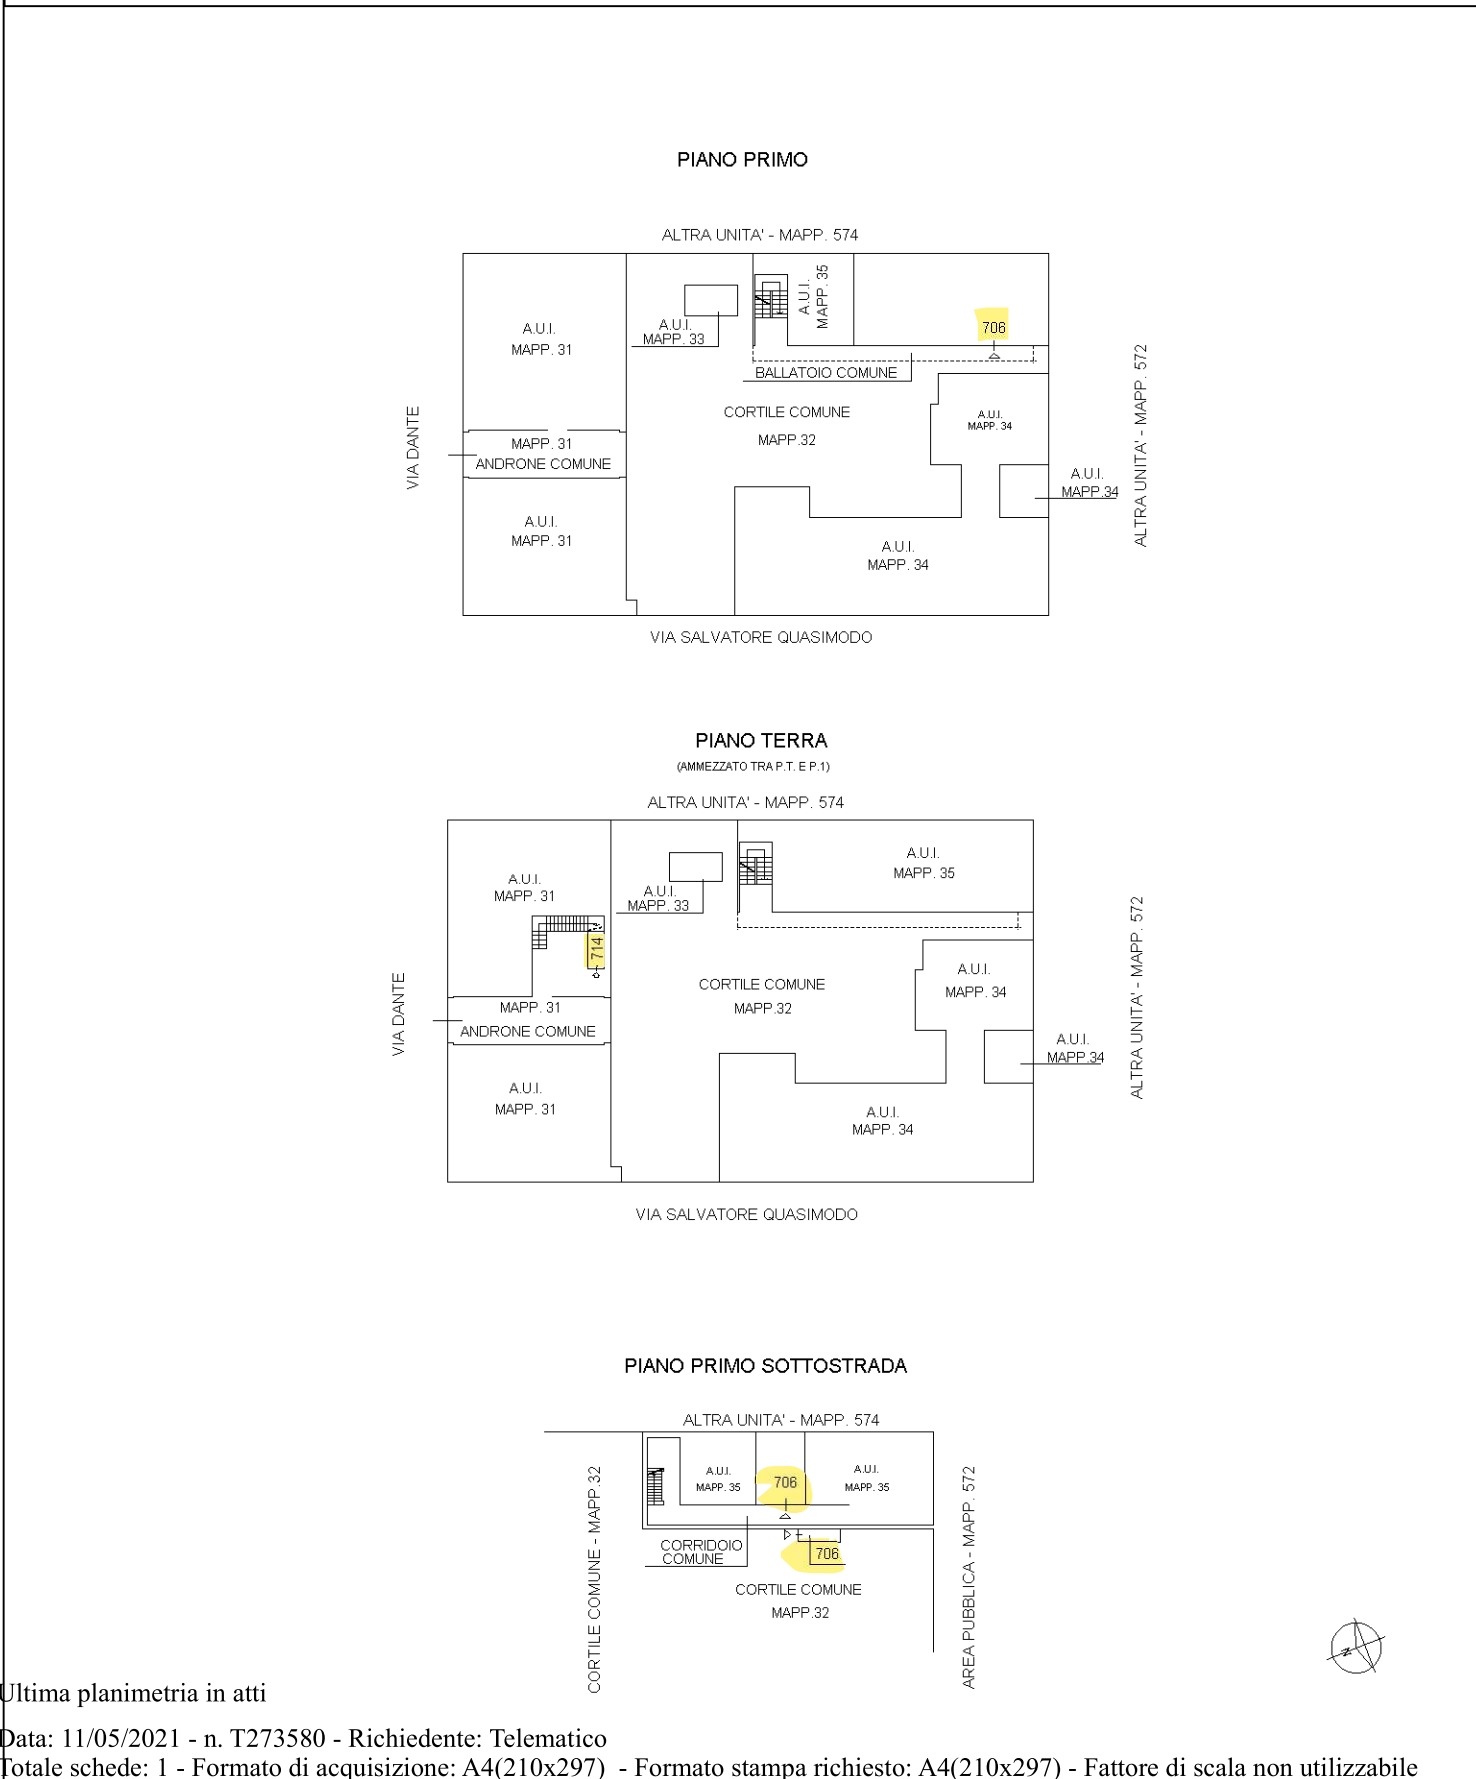 PIANO PRIMO
ALTRA UNITA' - MAPP. 574
A.U.I.
MAPP. 31
A.U.I.
MAPP. 33
A.U.I.
MAPP. 35
706
BALLATOIO COMUNE
CORTILE COMUNE
MAPP.32
A.U.I.
MAPP. 34
VIA DANTE
MAPP. 31
ANDRONE COMUNE
A.U.I.
MAPP.34
ALTRA UNITA' - MAPP. 572
A.U.I.
MAPP. 31
A.U.I.
MAPP. 34
VIA SALVATORE QUASIMODO
PIANO TERRA
(AMMEZZATO TRA P.T. E P.1)
ALTRA UNITA' - MAPP. 574
A.U.I.
MAPP. 31
A.U.I.
MAPP. 33
A.U.I.
MAPP. 35
714
CORTILE COMUNE
MAPP.32
A.U.I.
MAPP. 34
VIA DANTE
MAPP. 31
ANDRONE COMUNE
A.U.I.
MAPP.34
ALTRA UNITA' - MAPP. 572
A.U.I.
MAPP. 31
A.U.I.
MAPP. 34
VIA SALVATORE QUASIMODO
PIANO PRIMO SOTTOSTRADA
ALTRA UNITA' - MAPP. 574
CORTILE COMUNE - MAPP.32
A.U.I.
MAPP. 35
706
A.U.I.
MAPP. 35
CORRIDOIO
COMUNE
706
CORTILE COMUNE
MAPP.32
AREA PUBBLICA - MAPP. 572
N
Ultima planimetria in atti
Data: 11/05/2021 - n. T273580 - Richiedente: Telematico
Totale schede: 1 - Formato di acquisizione: A4(210x297) - Formato stampa richiesto: A4(210x297) - Fattore di scala non utilizzabile